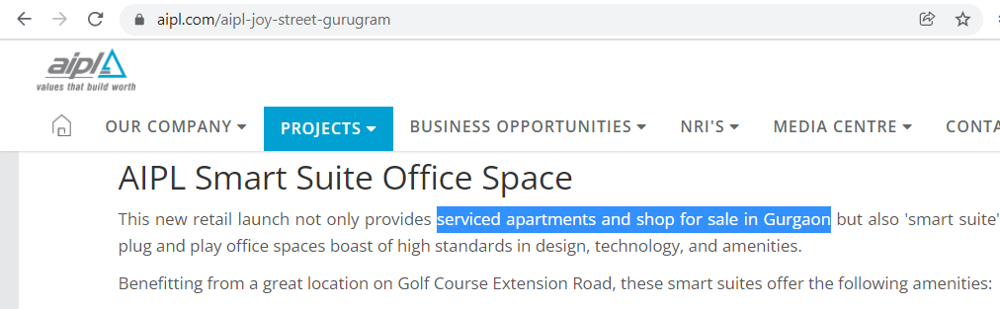 aipl.com/aipl-joy-street-gurugram
aipl
values that build worth
OUR COMPANY PROJECTS BUSINESS OPPORTUNITIES NRI'S MEDIA CENTRE CONTA
AIPL Smart Suite Office Space
This new retail launch not only provides serviced apartments and shop for sale in Gurgaon but also 'smart suite'
plug and play office spaces boast of high standards in design, technology, and amenities.
Benefitting from a great location on Golf Course Extension Road, these smart suites offer the following amenities: